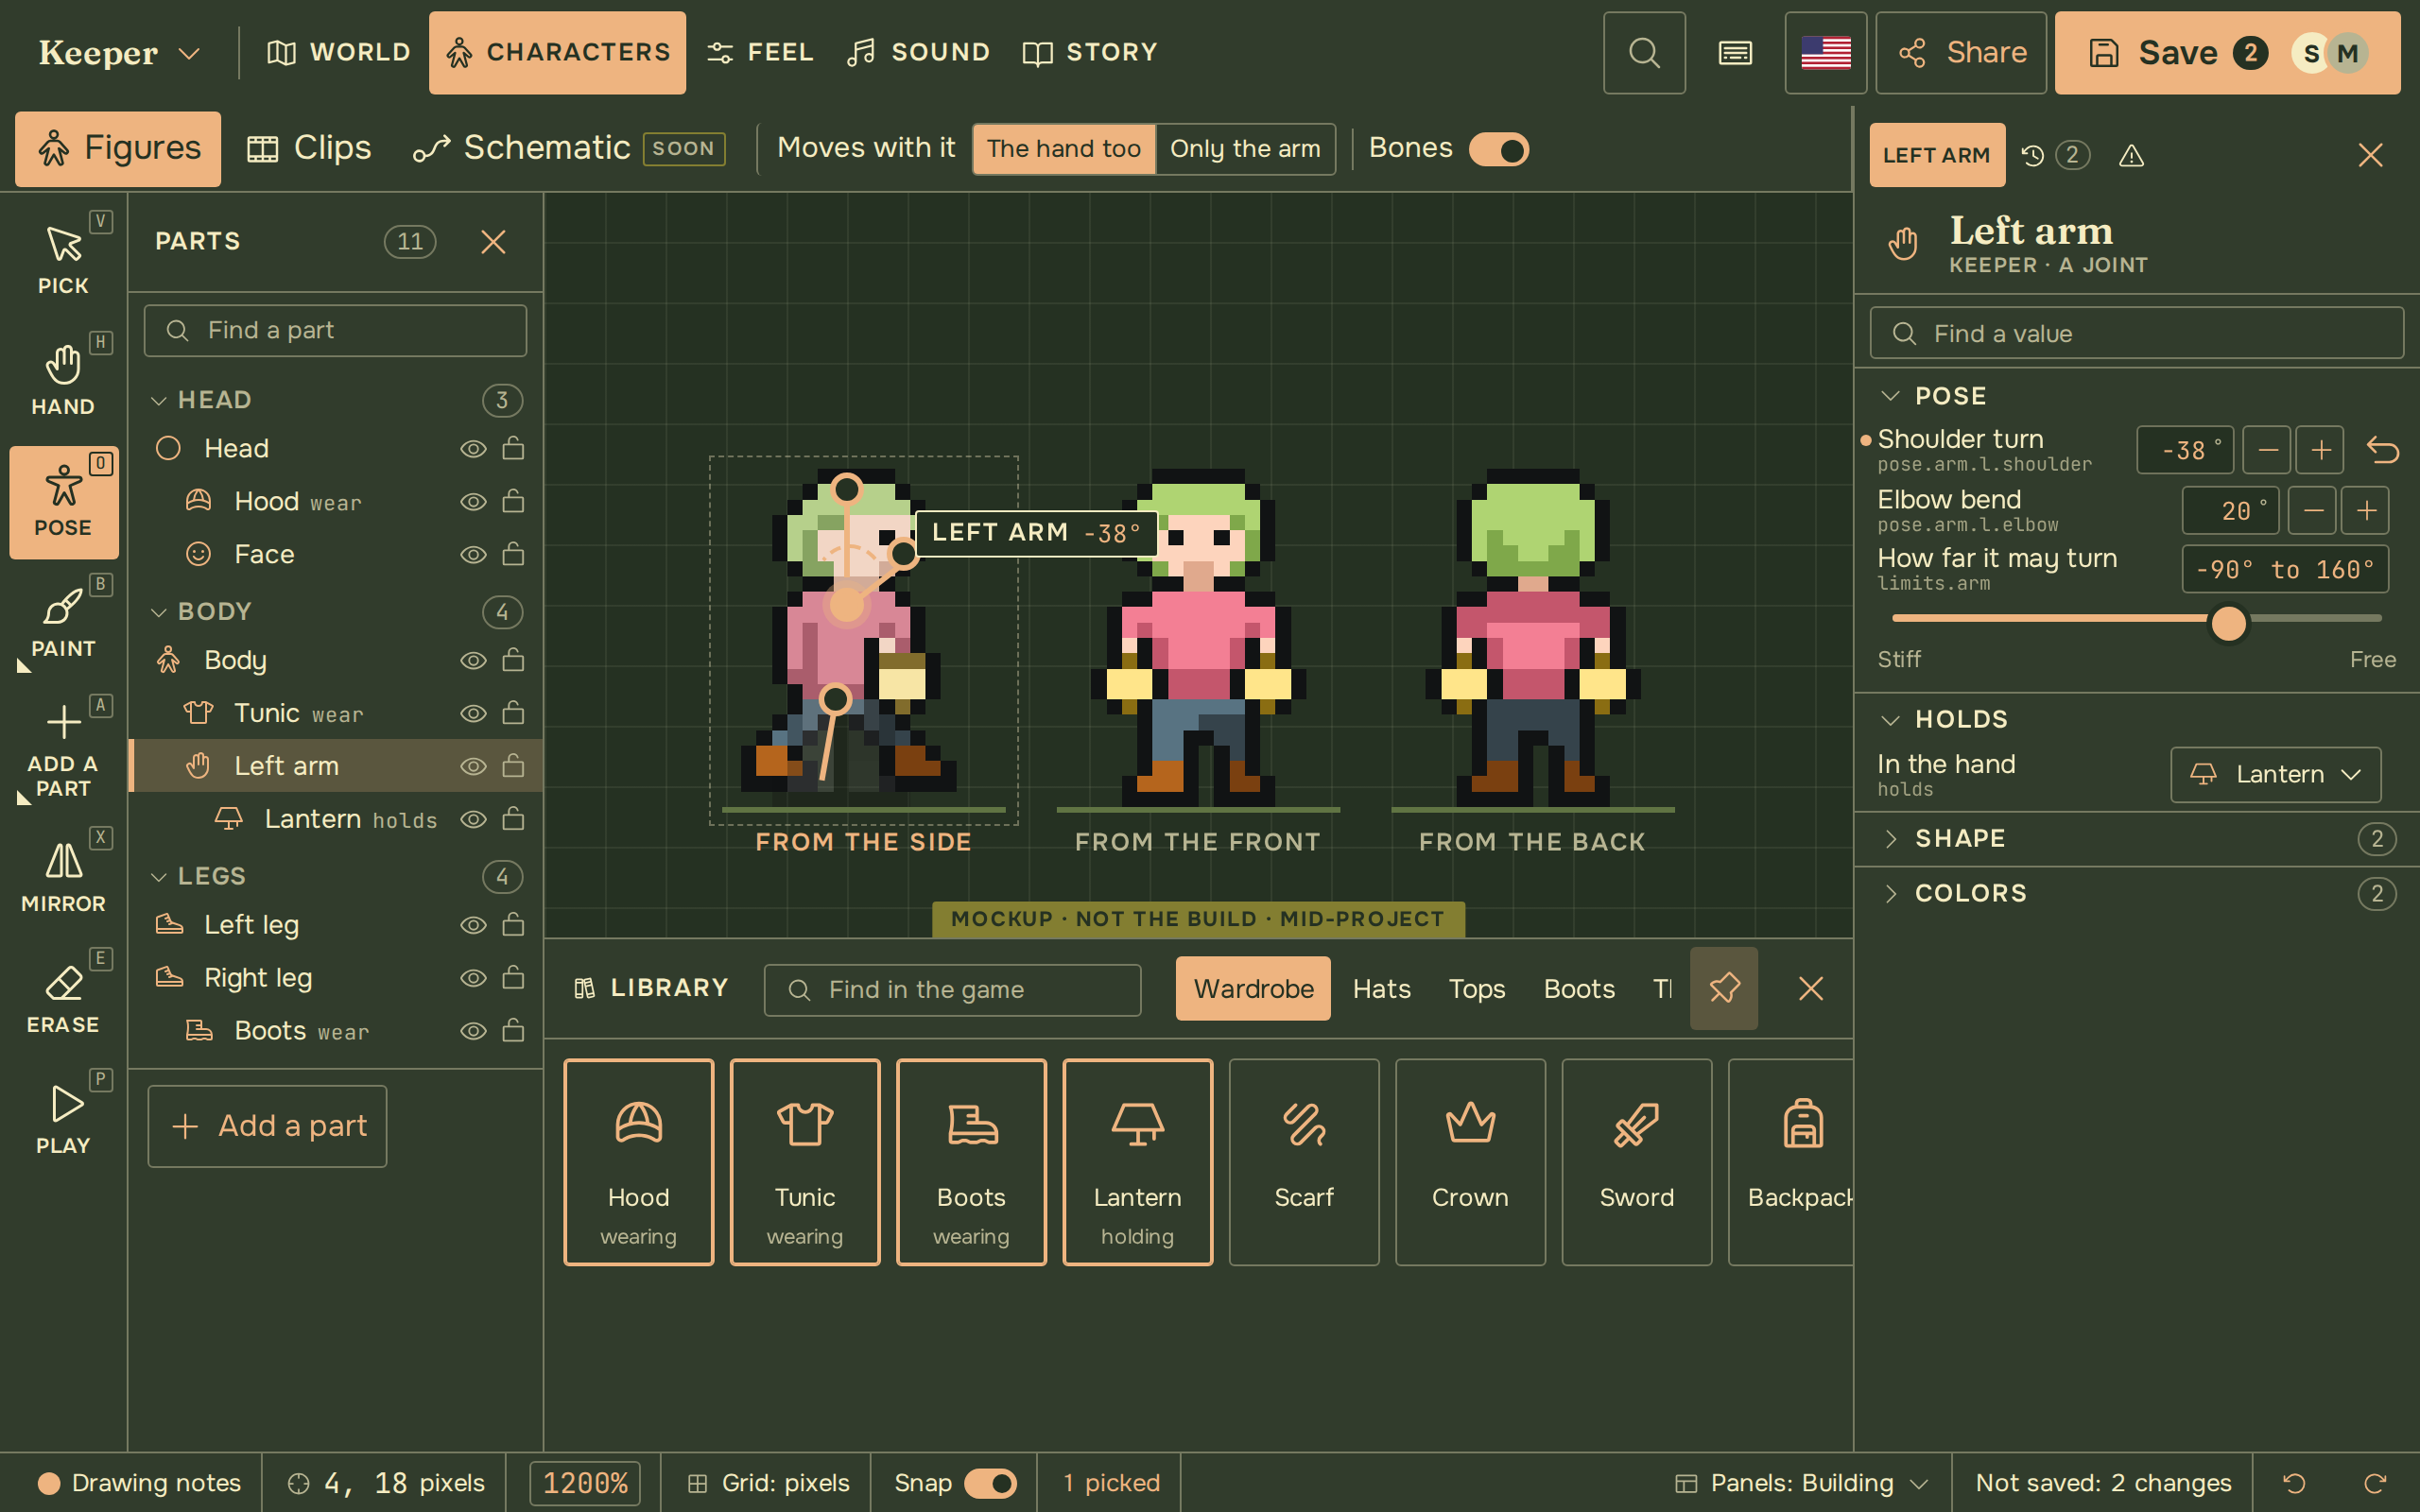 Keeper WORLD CHARACTERS FEEL SOUND STORY Share Save 2 S M
Figures Clips Schematic SOON Moves with it The hand too Only the arm Bones
LEFT ARM 2
V
PICK
H
HAND
O
POSE
B
PAINT
A
ADD A
PART
X
MIRROR
E
ERASE
P
PLAY
PARTS 11
Find a part
HEAD 3
Head
Hood wear
Face
BODY 4
Body
Tunic wear
Left arm
Lantern holds
LEGS 4
Left leg
Right leg
Boots wear
Add a part
LEFT ARM -38°
FROM THE SIDE FROM THE FRONT FROM THE BACK
MOCKUP · NOT THE BUILD · MID-PROJECT
LIBRARY Find in the game Wardrobe Hats Tops Boots
Hood
wearing
Tunic
wearing
Boots
wearing
Lantern
holding
Scarf
Crown
Sword
Backpack
Left arm
KEEPER · A JOINT
Find a value
POSE
Shoulder turn -38 °
pose.arm.l.shoulder
Elbow bend 20 °
pose.arm.l.elbow
How far it may turn -90° to 160°
limits.arm
Stiff Free
HOLDS
In the hand Lantern
holds
SHAPE 2
COLORS 2
Drawing notes 4, 18 pixels 1200% Grid: pixels Snap 1 picked Panels: Building Not saved: 2 changes